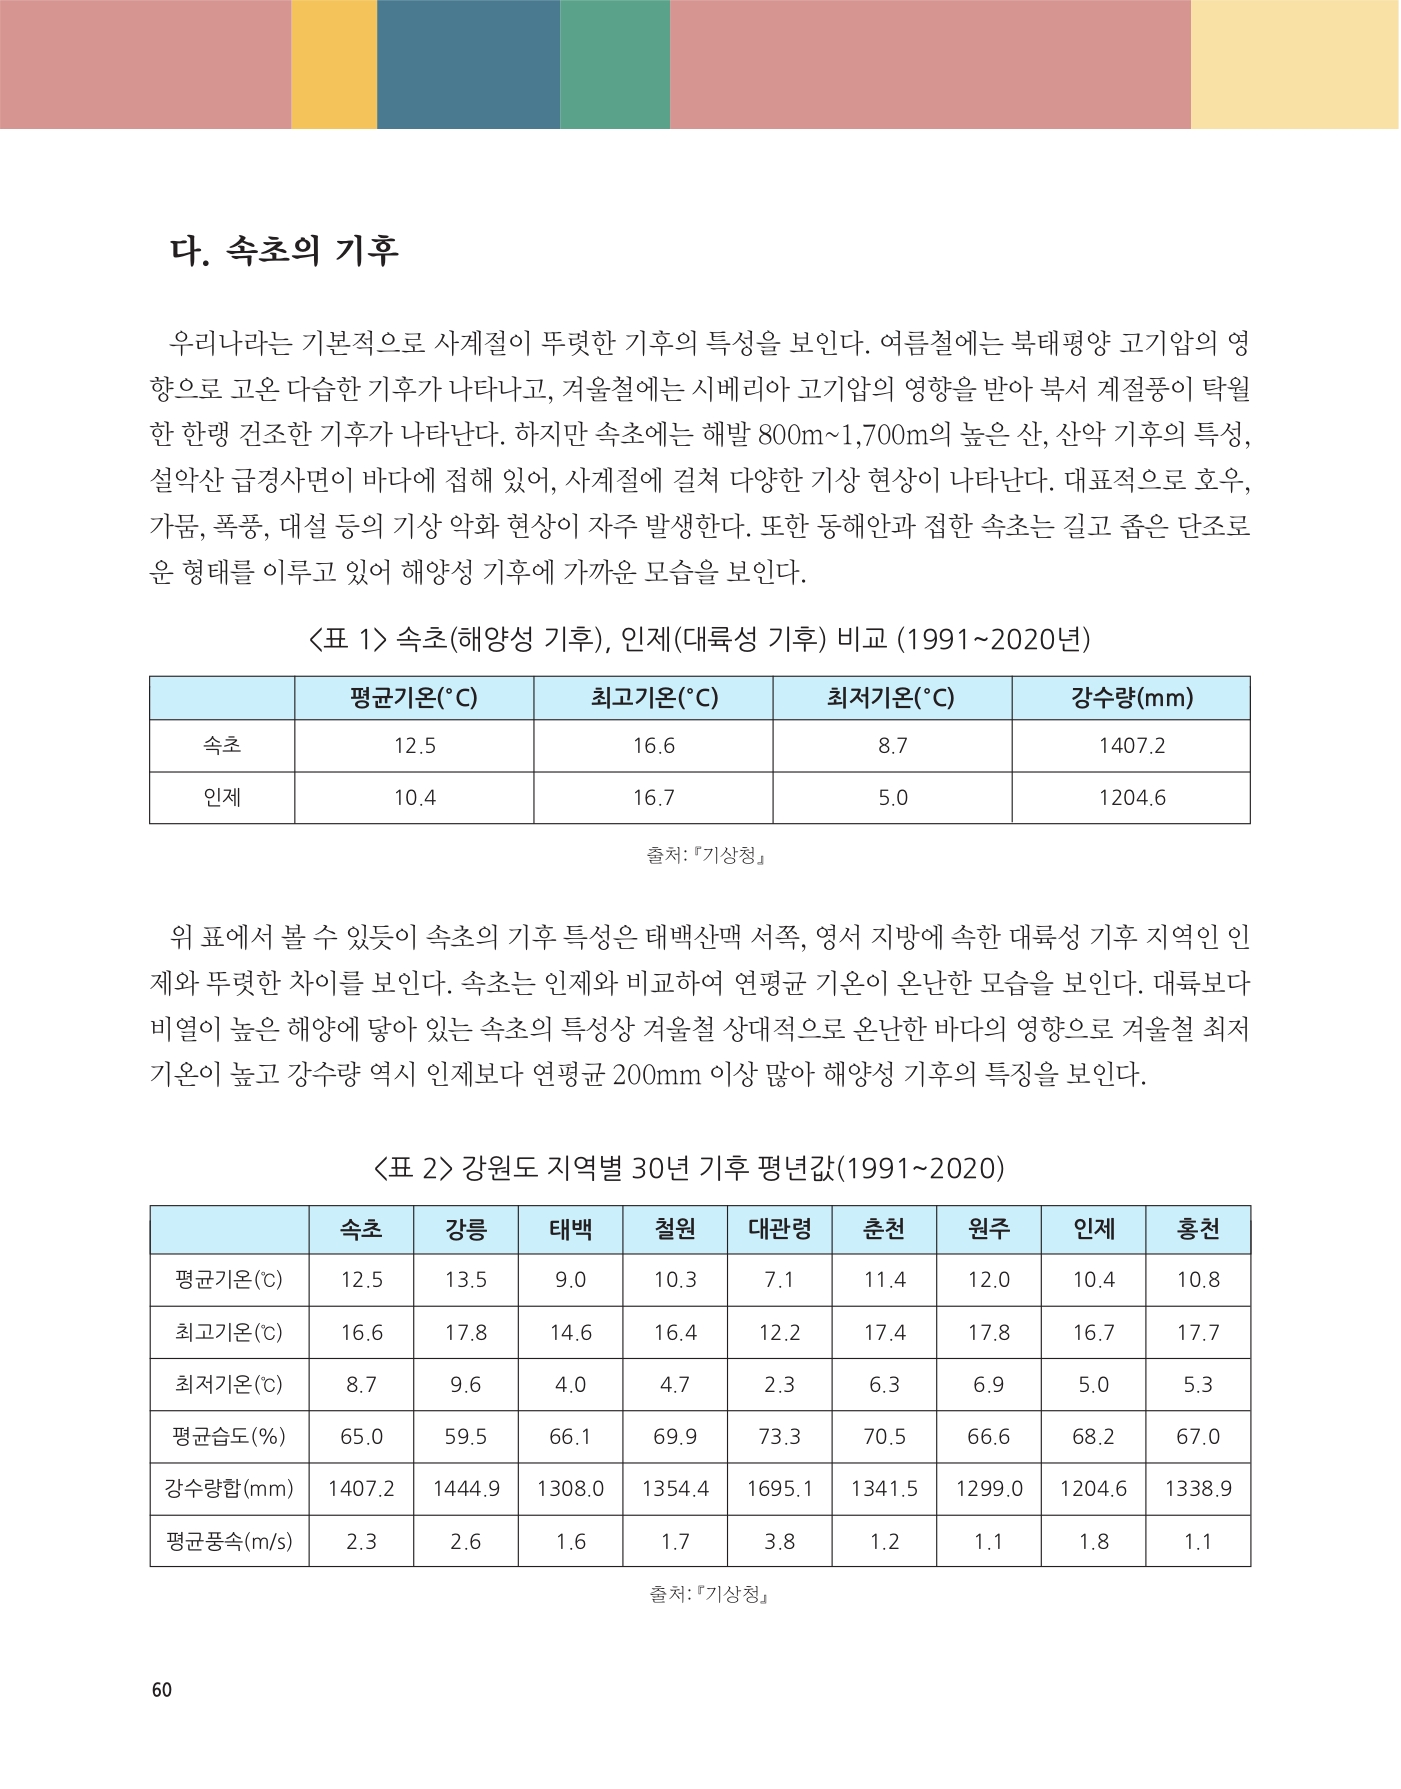 다. 속초의 기후
우리나라는 기본적으로 사계절이 뚜렷한 기후의 특성을 보인다. 여름철에는 북태평양 고기압의 영
향으로 고온 다습한 기후가 나타나고, 겨울철에는 시베리아 고기압의 영향을 받아 북서 계절풍이 탁월
한 한랭 건조한 기후가 나타난다. 하지만 속초에는 해발 800m~1,700m의 높은 산, 산악 기후의 특성,
설악산 급경사면이 바다에 접해 있어, 사계절에 걸쳐 다양한 기상 현상이 나타난다. 대표적으로 호우,
가뭄, 폭풍, 대설 등의 기상 악화 현상이 자주 발생한다. 또한 동해안과 접한 속초는 길고 좁은 단조로
운 형태를 이루고 있어 해양성 기후에 가까운 모습을 보인다.
<표 1> 속초(해양성 기후), 인제(대륙성 기후) 비교 (1991~2020년)
평균기온(°C) 최고기온(°C) 최저기온(°C) 강수량(mm)
속초 12.5 16.6 8.7 1407.2
인제 10.4 16.7 5.0 1204.6
출처:『기상청』
위 표에서 볼 수 있듯이 속초의 기후 특성은 태백산맥 서쪽, 영서 지방에 속한 대륙성 기후 지역인 인
제와 뚜렷한 차이를 보인다. 속초는 인제와 비교하여 연평균 기온이 온난한 모습을 보인다. 대륙보다
비열이 높은 해양에 닿아 있는 속초의 특성상 겨울철 상대적으로 온난한 바다의 영향으로 겨울철 최저
기온이 높고 강수량 역시 인제보다 연평균 200mm 이상 많아 해양성 기후의 특징을 보인다.
<표 2> 강원도 지역별 30년 기후 평년값(1991~2020)
속초 강릉 태백 철원 대관령 춘천 원주 인제 홍천
평균기온(℃) 12.5 13.5 9.0 10.3 7.1 11.4 12.0 10.4 10.8
최고기온(℃) 16.6 17.8 14.6 16.4 12.2 17.4 17.8 16.7 17.7
최저기온(℃) 8.7 9.6 4.0 4.7 2.3 6.3 6.9 5.0 5.3
평균습도(%) 65.0 59.5 66.1 69.9 73.3 70.5 66.6 68.2 67.0
강수량합(mm) 1407.2 1444.9 1308.0 1354.4 1695.1 1341.5 1299.0 1204.6 1338.9
평균풍속(m/s) 2.3 2.6 1.6 1.7 3.8 1.2 1.1 1.8 1.1
출처:『기상청』
60